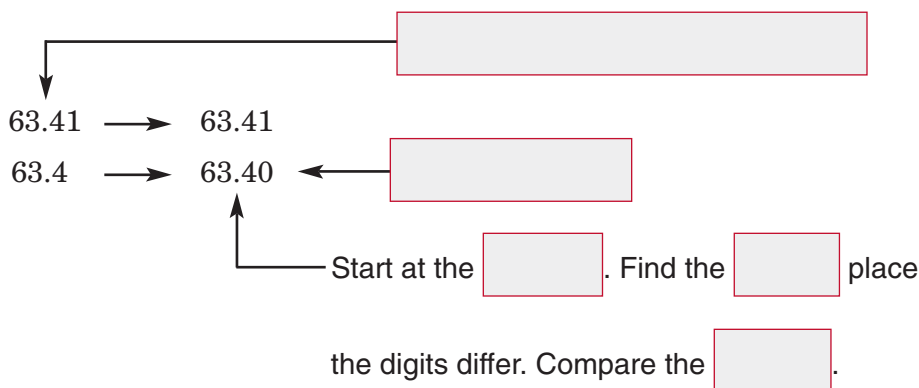 63.41 63.41
63.4 63.40
Start at the . Find the place
the digits differ. Compare the .